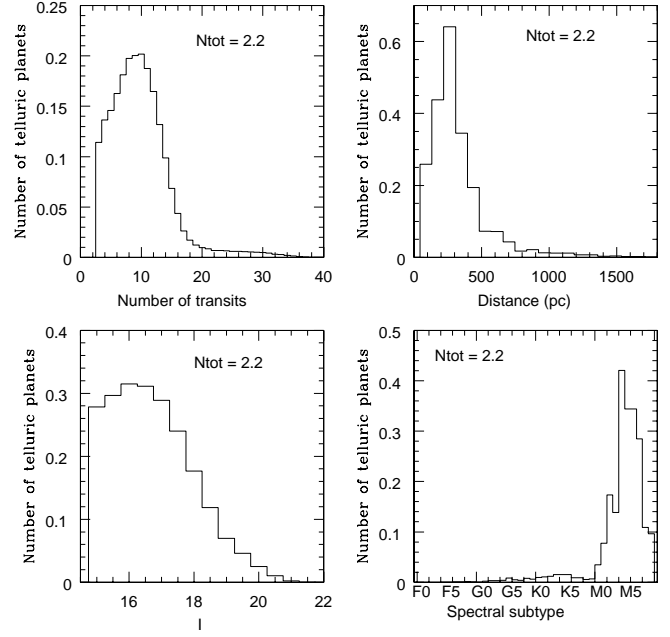 0.25
0.2
0.15
0.1
0.05
0
Number of telluric planets
Ntot = 2.2
0 10 20 30 40
Number of transits
0.6
0.4
0.2
0
Number of telluric planets
Ntot = 2.2
0 500 1000 1500
Distance (pc)
0.4
0.3
0.2
0.1
0
Number of telluric planets
Ntot = 2.2
16 18 20 22
I
0.5
0.4
0.3
0.2
0.1
0
Number of telluric planets
Ntot = 2.2
F0 F5 G0 G5 K0 K5 M0 M5
Spectral subtype